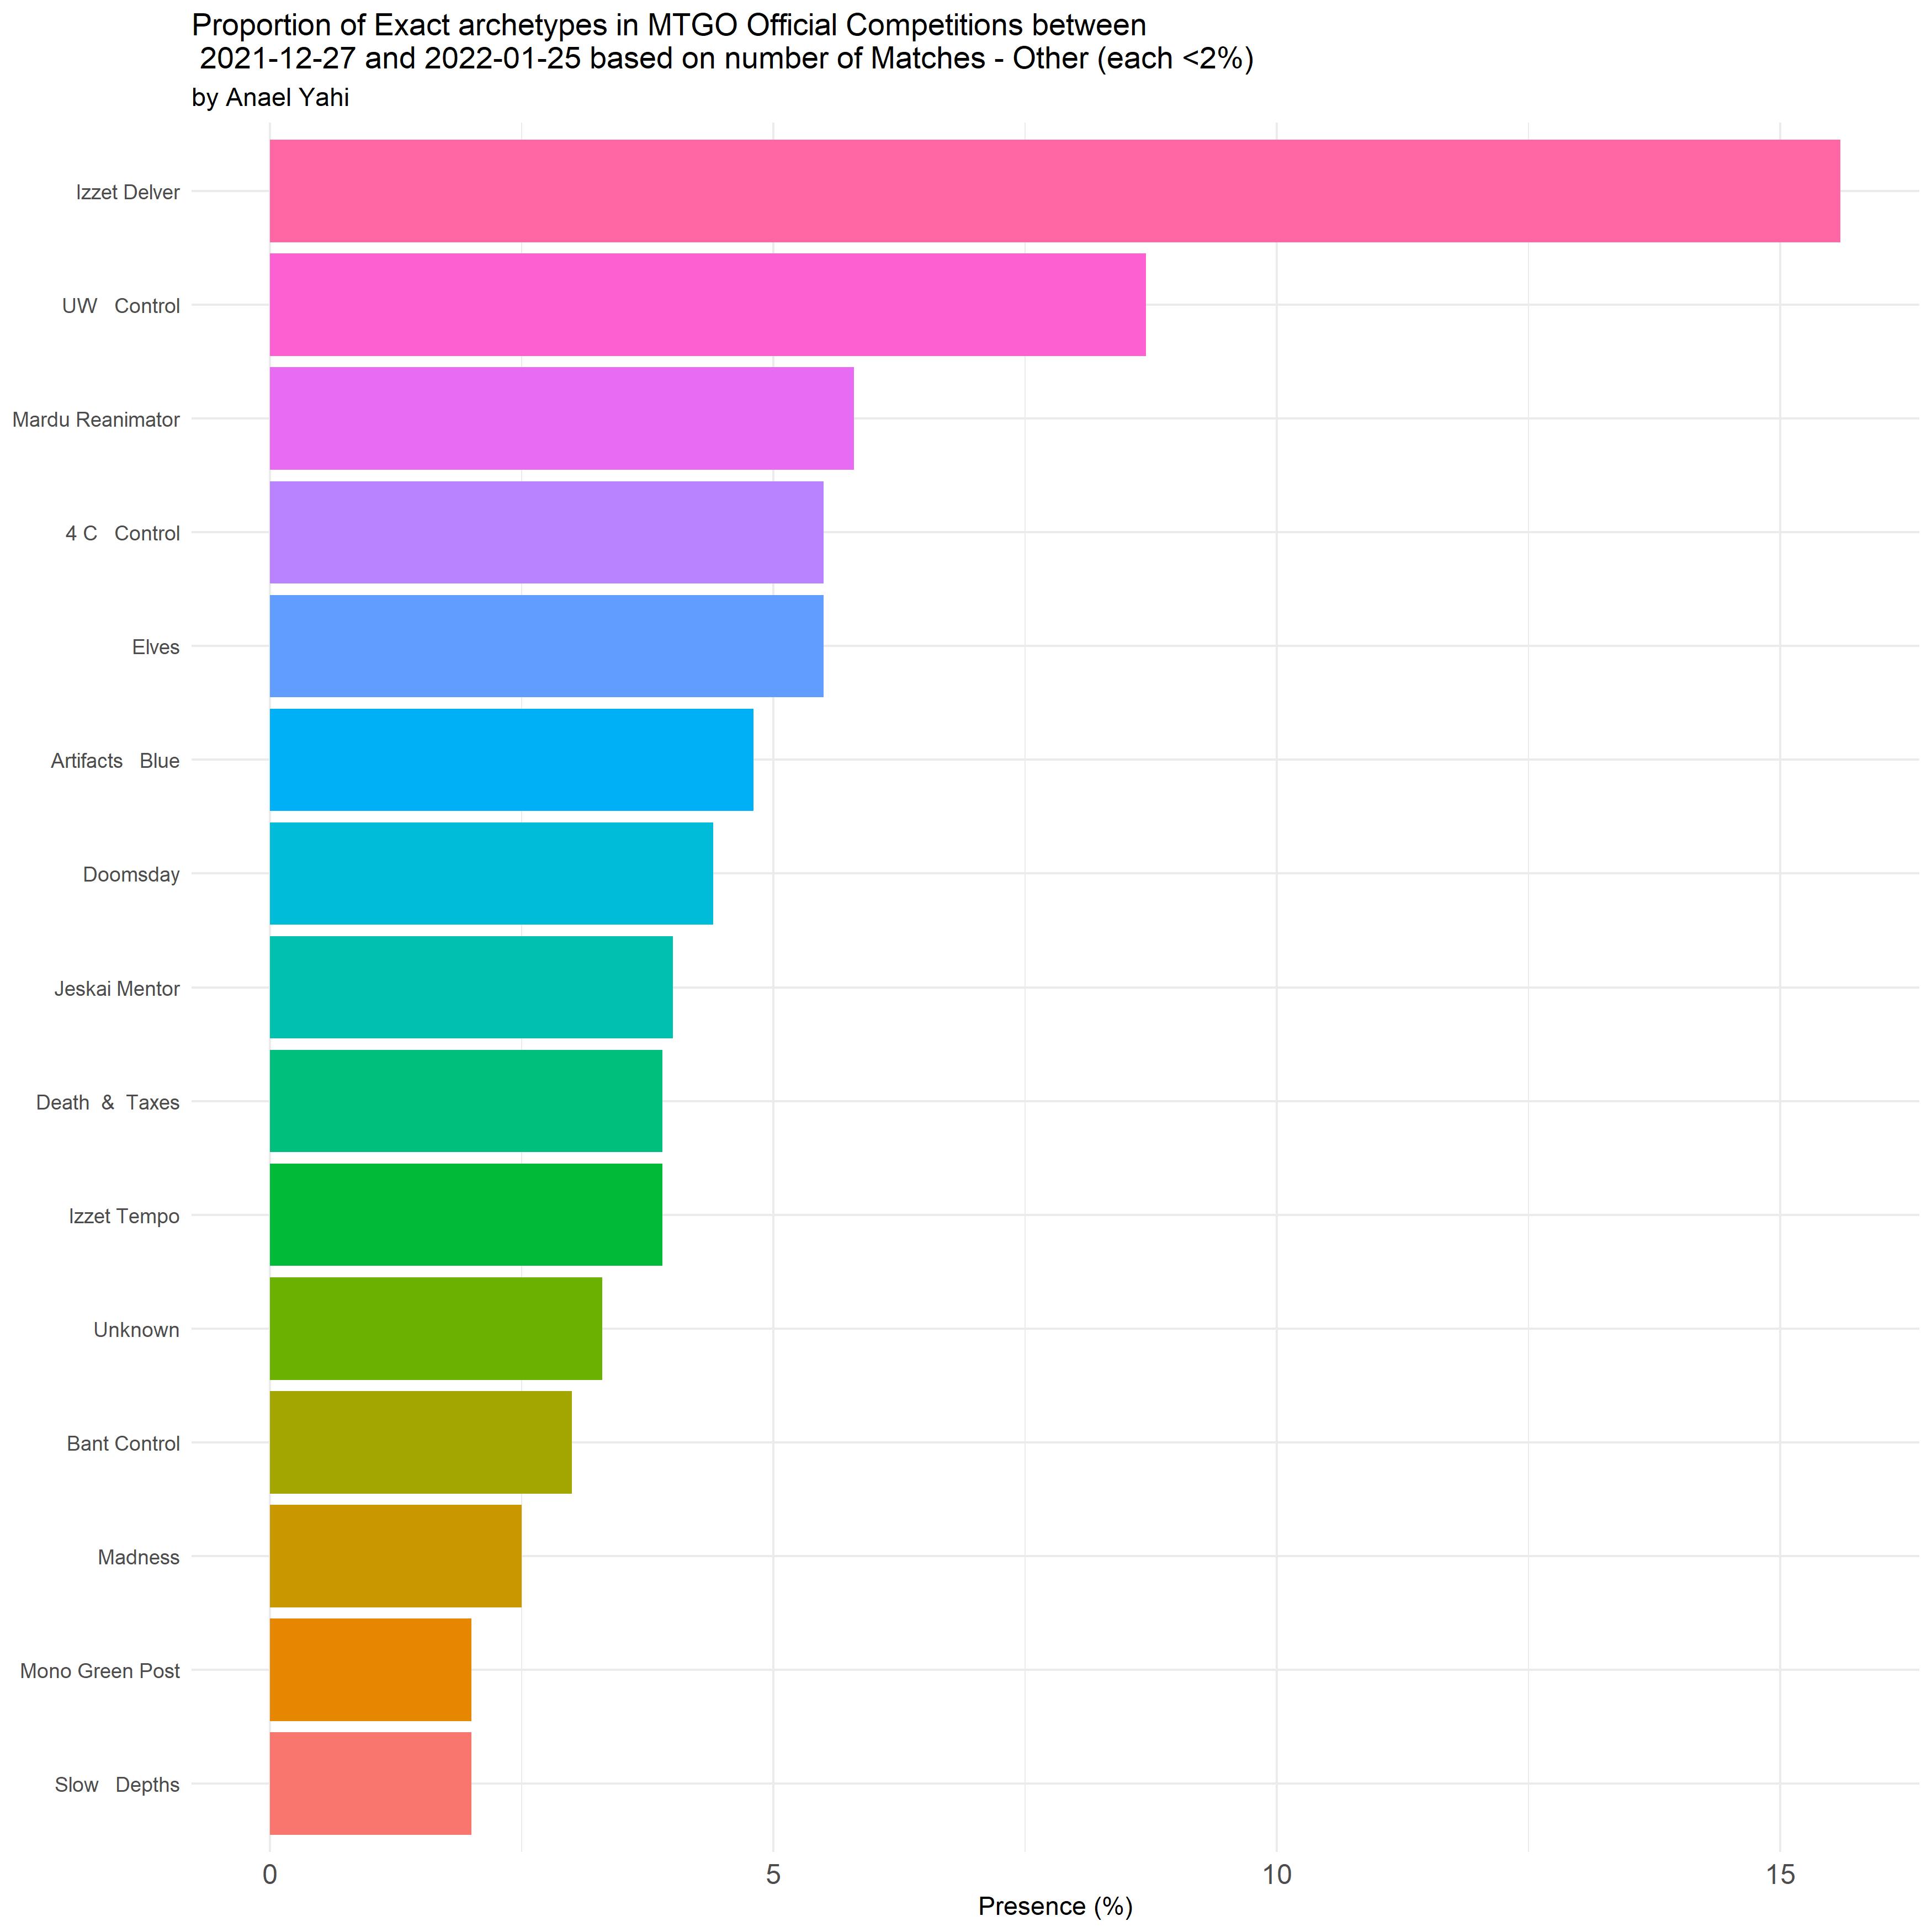 Proportion of Exact archetypes in MTGO Official Competitions between
2021-12-27 and 2022-01-25 based on number of Matches - Other (each <2%)
by Anael Yahi
Izzet Delver
UW   Control
Mardu Reanimator
4 C   Control
Elves
Artifacts   Blue
Doomsday
Jeskai Mentor
Death  &  Taxes
Izzet Tempo
Unknown
Bant Control
Madness
Mono Green Post
Slow   Depths
0 5 10 15
Presence (%)